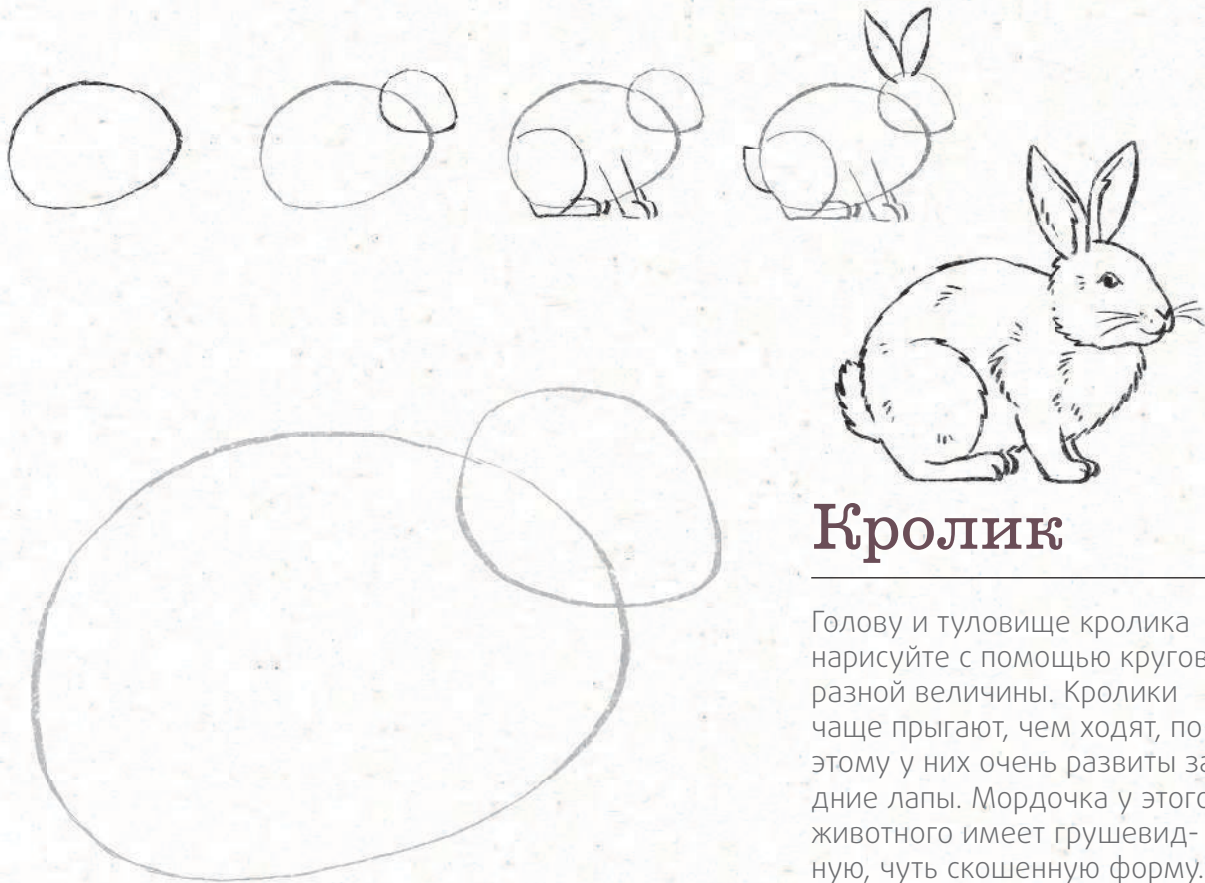 Кролик
Голову и туловище кролика
нарисуйте с помощью кругов
разной величины. Кролики
чаще прыгают, чем ходят, по
этому у них очень развиты за
дние лапы. Мордочка у этого
животного имеет грушевид-
ную, чуть скошенную форму.